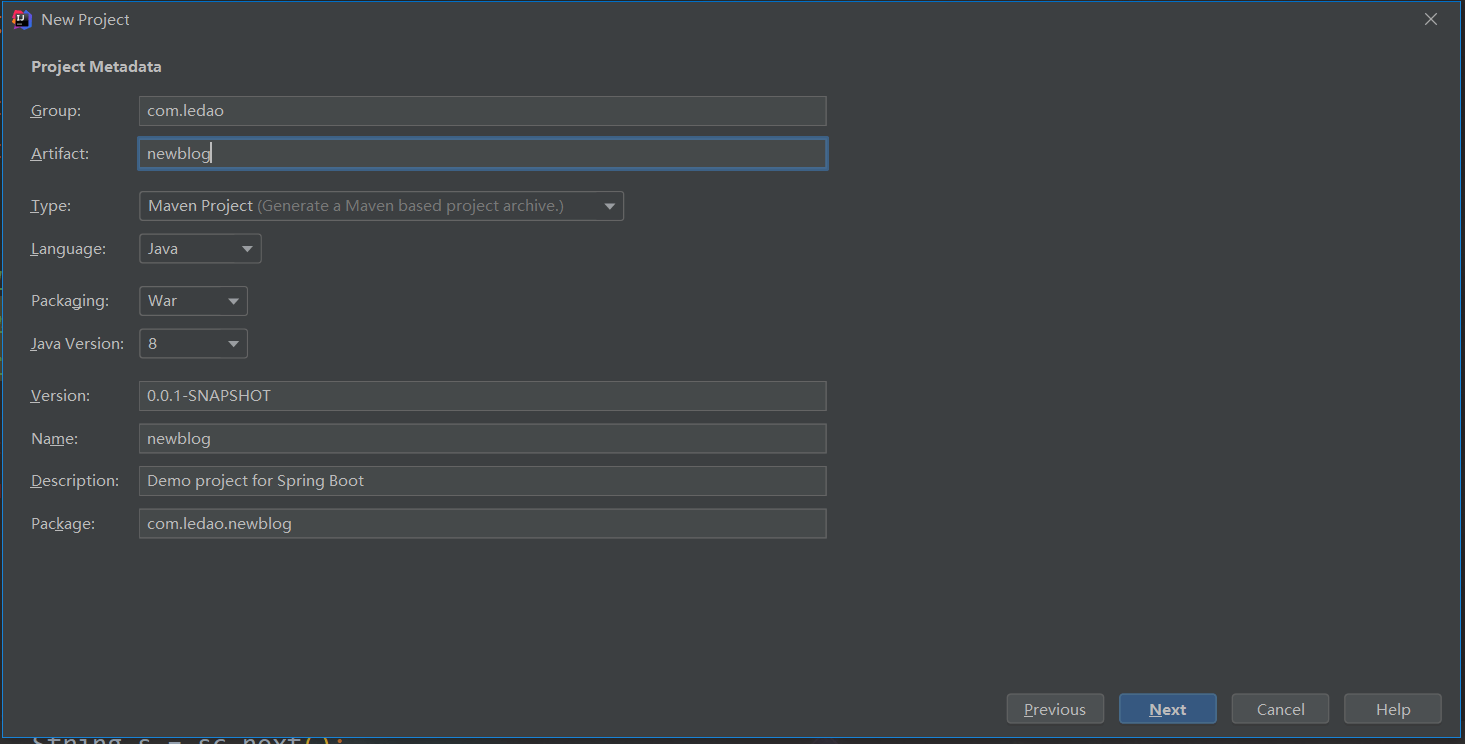 New Project
Project Metadata
Group: com.ledao
Artifact: newblog
Type: Maven Project (Generate a Maven based project archive.)
Language: Java
Packaging: War
Java Version: 8
Version: 0.0.1-SNAPSHOT
Name: newblog
Description: Demo project for Spring Boot
Package: com.ledao.newblog
Previous Next Cancel Help
String s = sc.next();